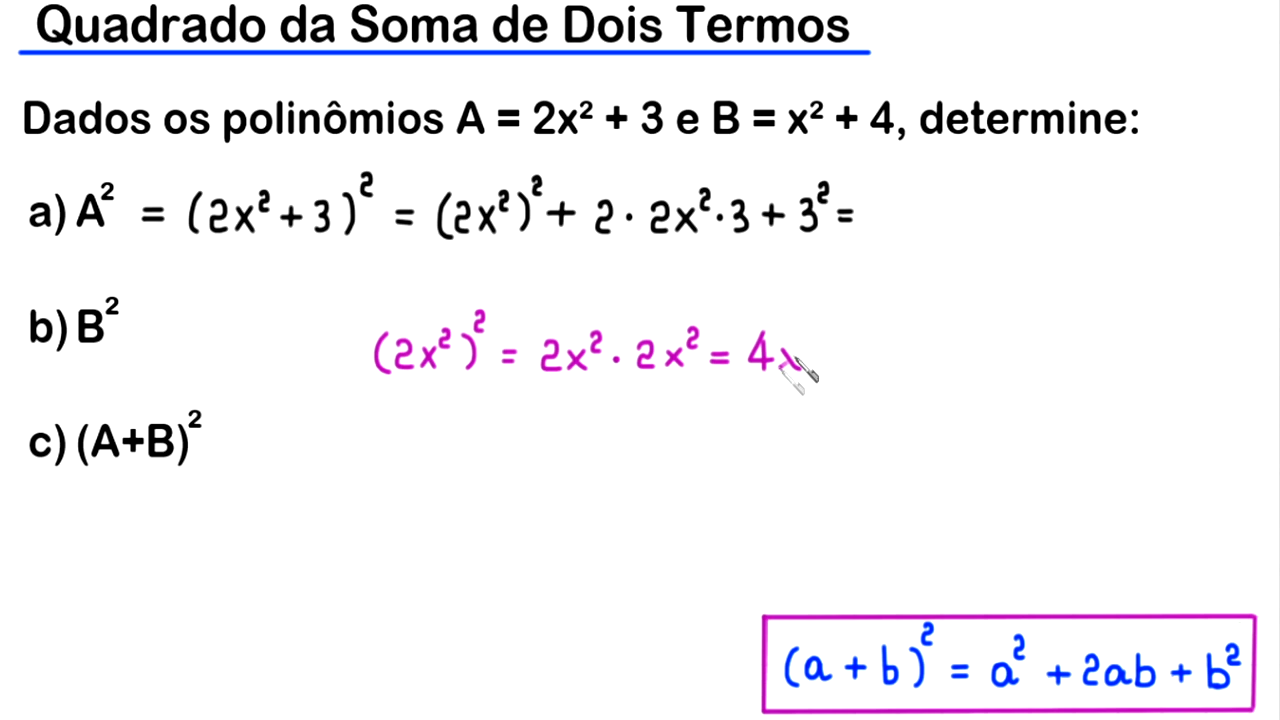 Quadrado da Soma de Dois Termos
Dados os polinômios A = 2x² + 3 e B = x² + 4, determine:
a) A² = (2x² + 3)² = (2x²)² + 2 · 2x² · 3 + 3² =
b) B²
(2x²)² = 2x² · 2x² = 4x
c) (A+B)²
(a + b)² = a² + 2ab + b²